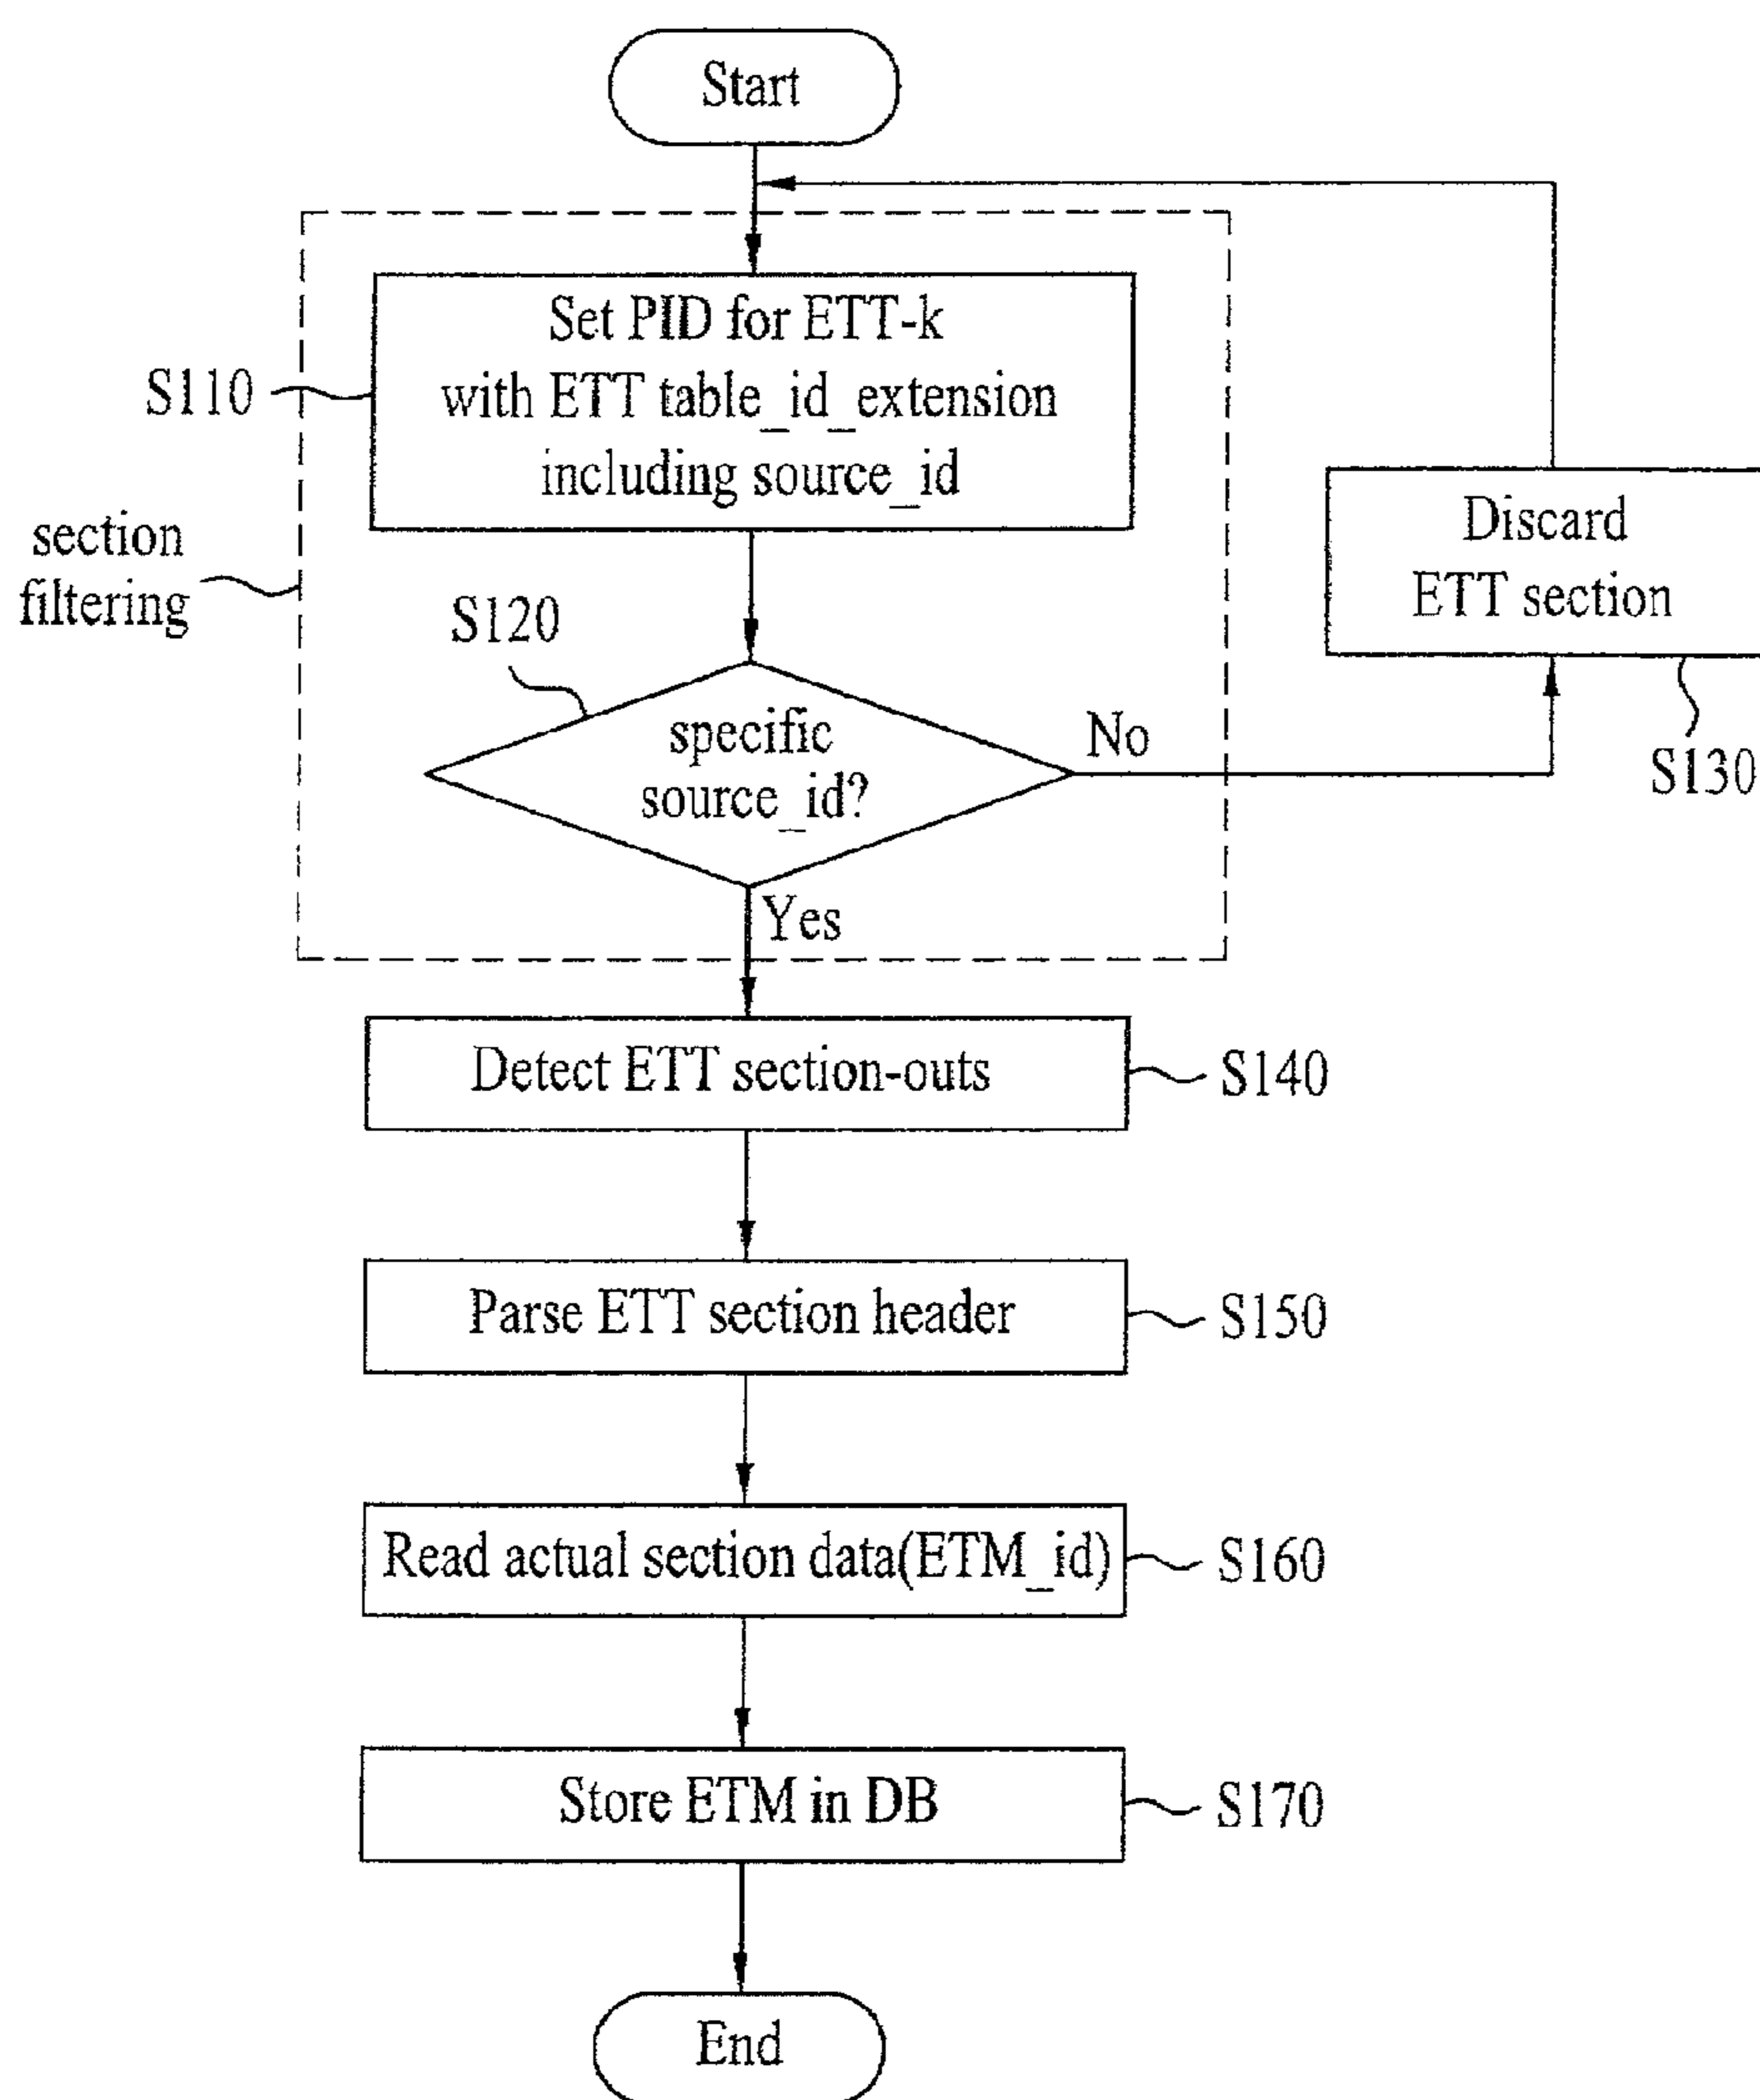 Start
Set PID for ETT-k
S110
with ETT table_id_extension
including source_id
section
filtering
Discard
ETT section
S130
S120
specific
source_id?
No
Yes
Detect ETT section-outs
S140
Parse ETT section header
S150
Read actual section data(ETM_id)
S160
Store ETM in DB
S170
End